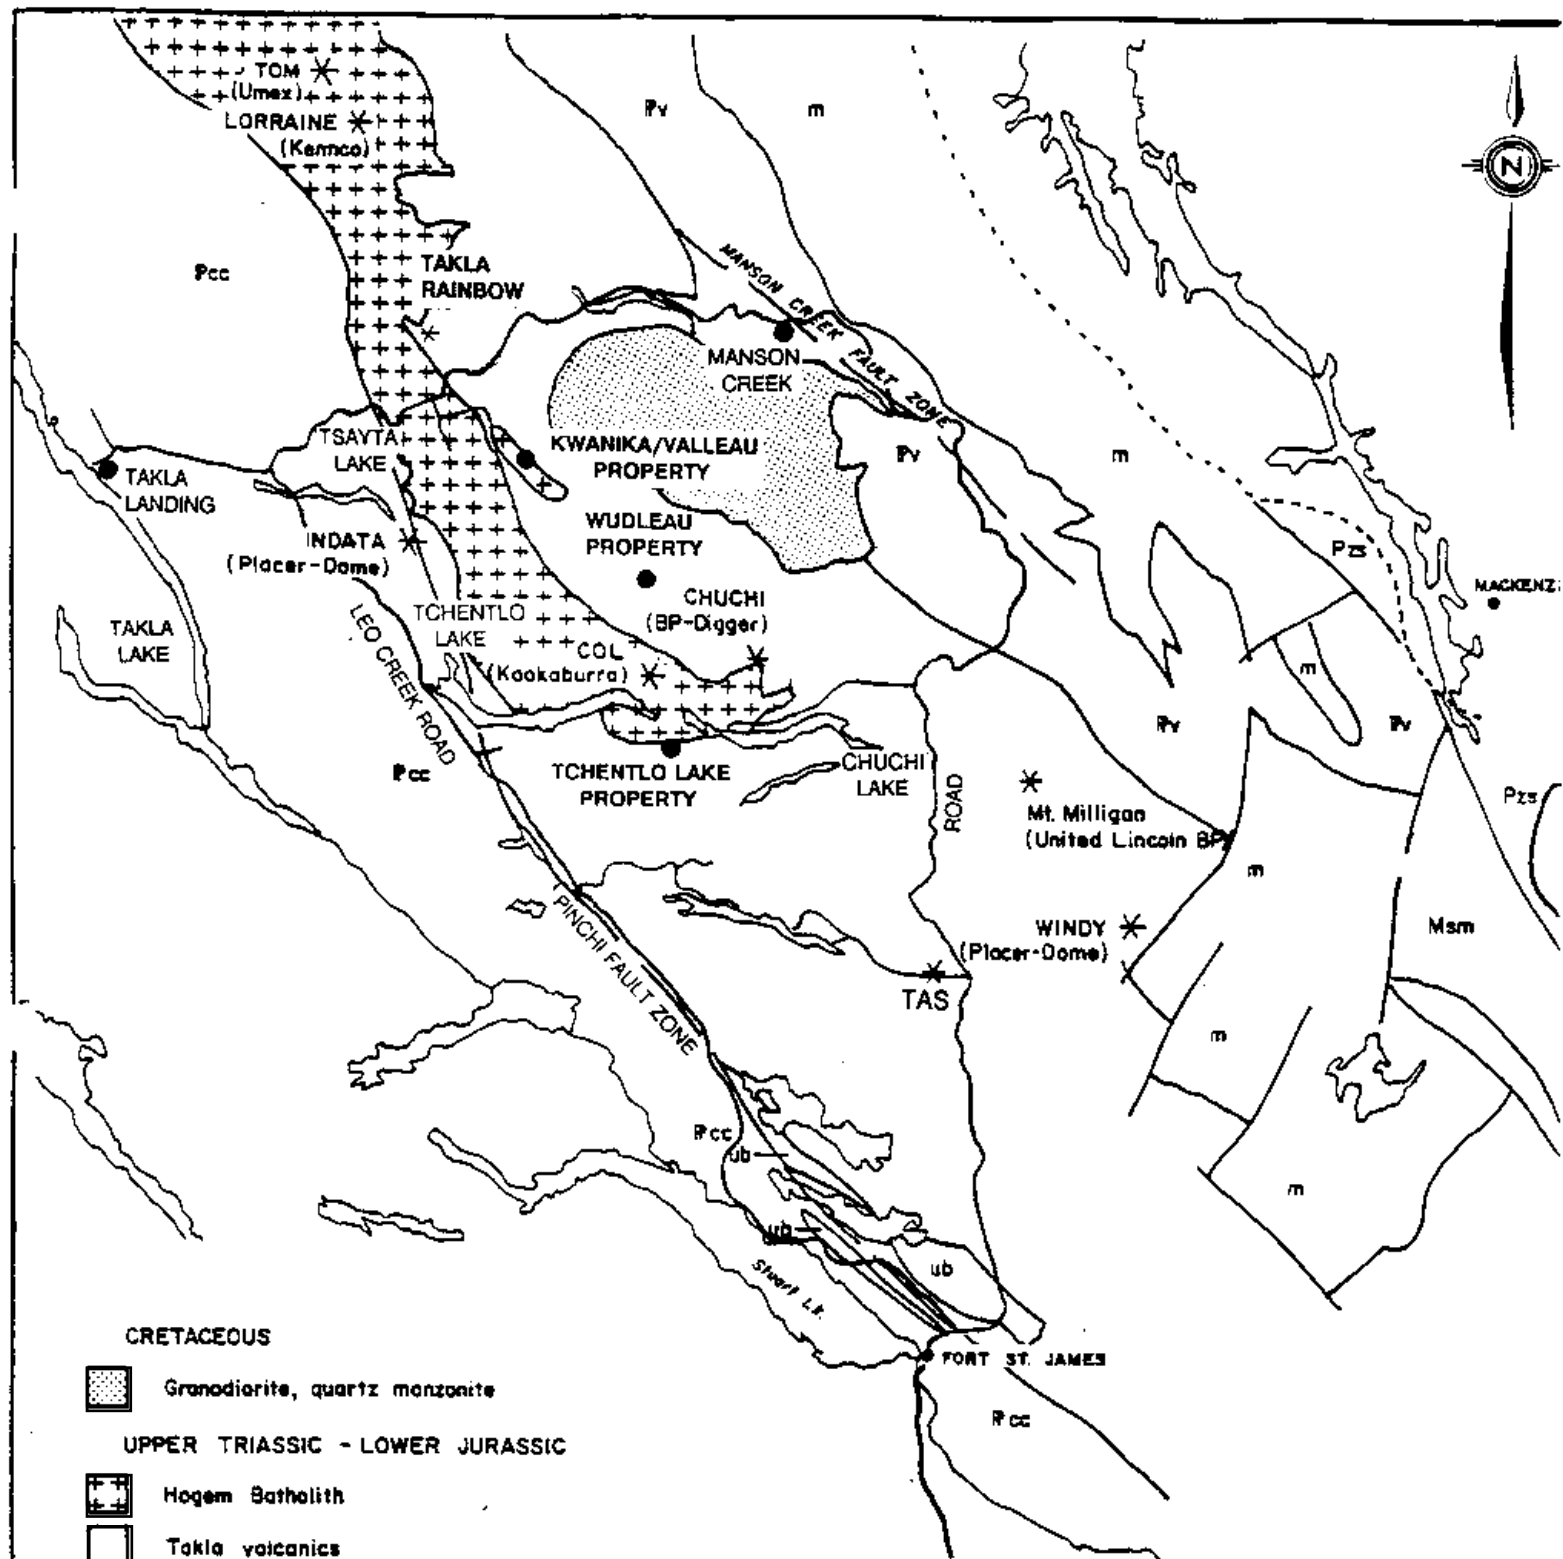 TOM
(Umex)
LORRAINE
(Kennco)
Pv
m
N
TAKLA
RAINBOW
Pcc
MANSON CREEK FAULT ZONE
MANSON
CREEK
TSAYTA
LAKE
KWANIKA/VALLEAU
PROPERTY
Pv
m
TAKLA
LANDING
WUDLEAU
PROPERTY
INDATA
(Placer-Dome)
Pzs
MACKENZ
CHUCHI
(BP-Digger)
TCHENTLO
LAKE
TAKLA
LAKE
LEO CREEK ROAD
COL
(Kookaburra)
m
Pv
Pv
Pcc
TCHENTLO LAKE
PROPERTY
CHUCHI
LAKE
ROAD
Mt. Milligan
(United Lincoln BP)
Pzs
m
PINCHI FAULT ZONE
WINDY
(Placer-Dome)
Msm
TAS
m
Pcc
ub
m
ub
ub
Stuart Lk.
CRETACEOUS
FORT ST. JAMES
Granodiorite, quartz monzonite
Pcc
UPPER TRIASSIC - LOWER JURASSIC
Hogem Batholith
Takla volcanics